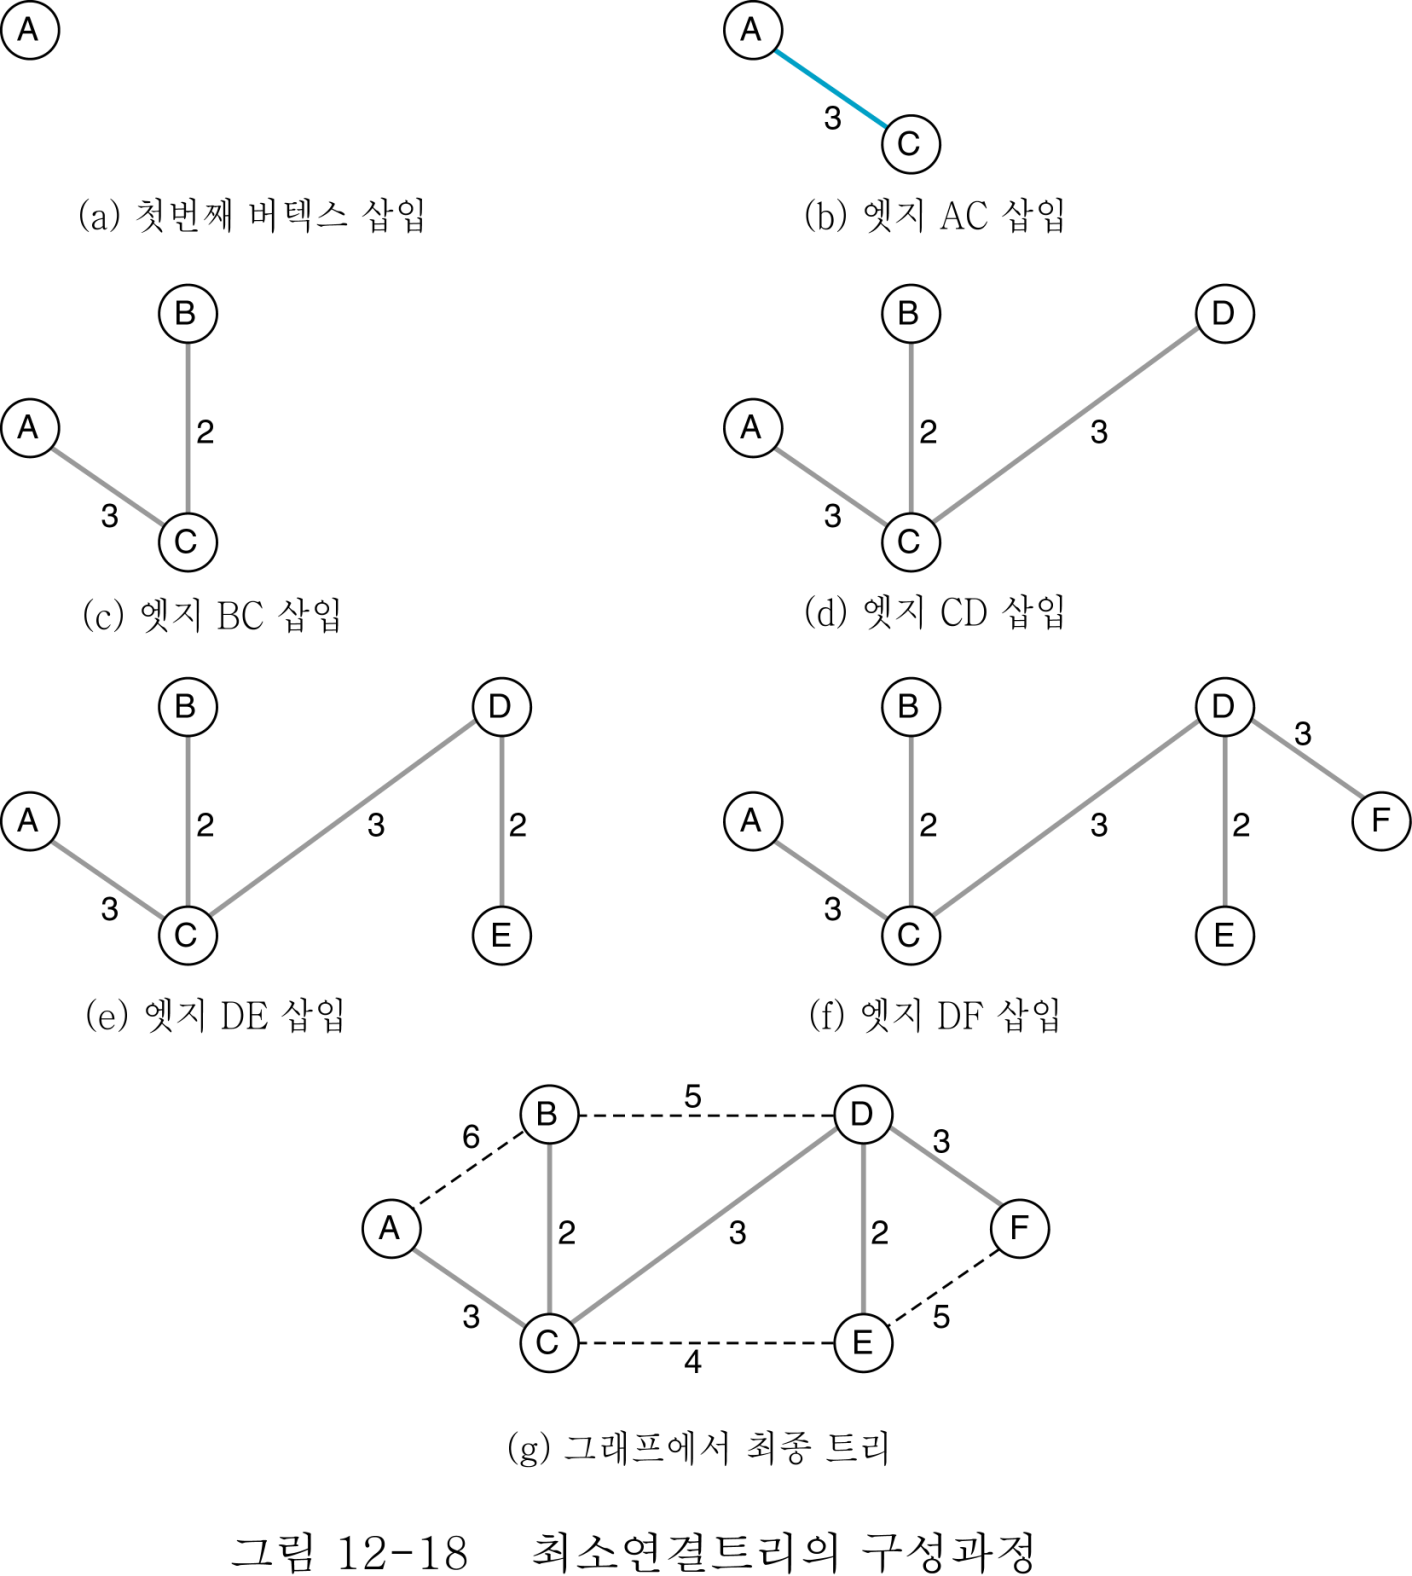 A
A
3
C
(a) 첫번째 버텍스 삽입
(b) 엣지 AC 삽입
B
A
2
3
C
B
D
A
2
3
3
C
(c) 엣지 BC 삽입
(d) 엣지 CD 삽입
B
D
A
2
3
2
3
C
E
B
D
3
A
2
3
2
F
3
C
E
(e) 엣지 DE 삽입
(f) 엣지 DF 삽입
5
B
D
6
3
A
2
3
2
F
3
5
C
E
4
(g) 그래프에서 최종 트리
그림 12-18 최소연결트리의 구성과정